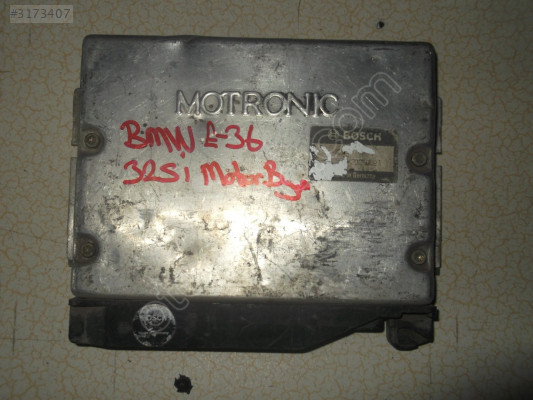 #3173407
MOTRONIC
BOSCH
BMW E-36
325i Motor Bey